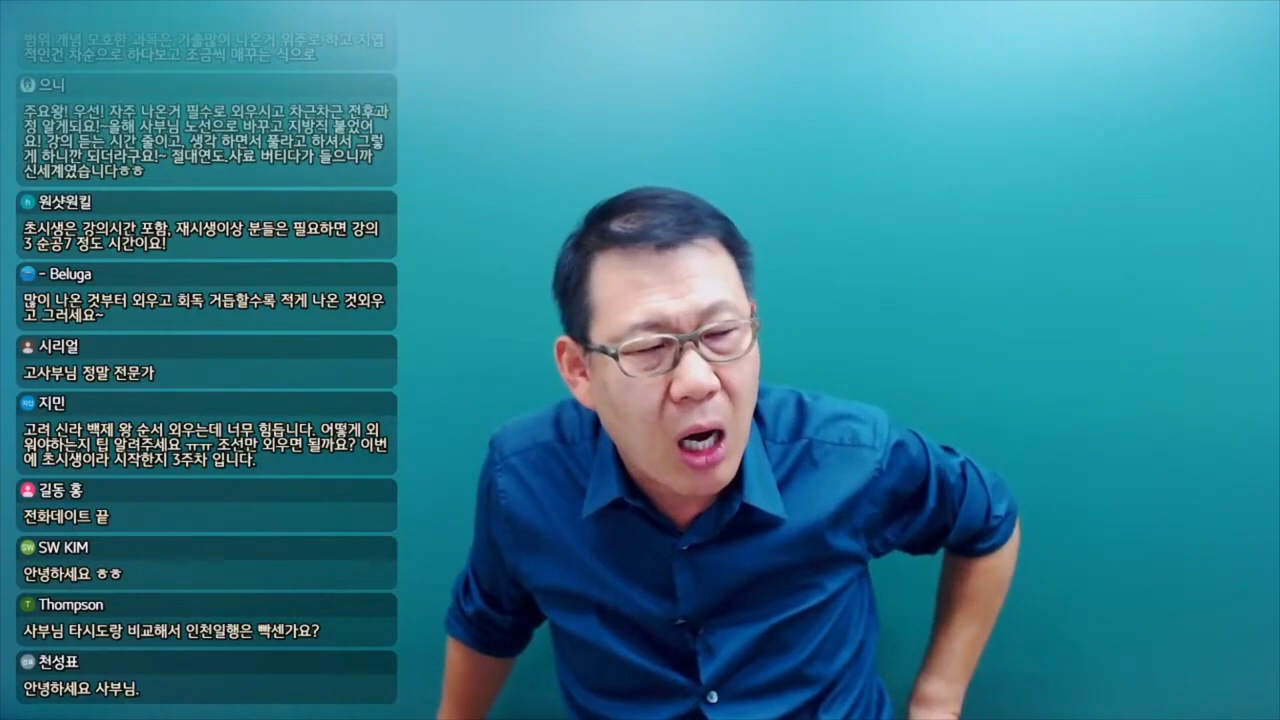 범위 개념 모호한 과목은 기출많이 나온거 위주로 하고 지엽
적인건 차순으로 하다보고 조금씩 매꾸는 식으로
으니
주요왕! 우선! 자주 나온거 필수로 외우시고 차근차근 전후과
정 알게되요!~올해 사부님 노선으로 바꾸고 지방직 붙었어
요! 강의 듣는 시간 줄이고, 생각 하면서 풀라고 하셔서 그렇
게 하니깐 되더라구요!~ 절대연도.사료 버티다가 들으니까
신세계였습니다ㅎㅎ
h 원샷원킬
초시생은 강의시간 포함, 재시생이상 분들은 필요하면 강의
3 순공7 정도 시간이요!
- Beluga
많이 나온 것부터 외우고 회독 거듭할수록 적게 나온 것외우
고 그러세요~
시리얼
고사부님 정말 전문가
지민 지민
고려 신라 백제 왕 순서 외우는데 너무 힘듭니다. 어떻게 외
워야하는지 팁 알려주세요 ㅠㅠ 조선만 외우면 될까요? 이번
에 초시생이라 시작한지 3주차 입니다.
길동 홍
전화데이트 끝
SW SW KIM
안녕하세요 ㅎㅎ
T Thompson
사부님 타시도랑 비교해서 인천일행은 빡센가요?
천성표
안녕하세요 사부님.